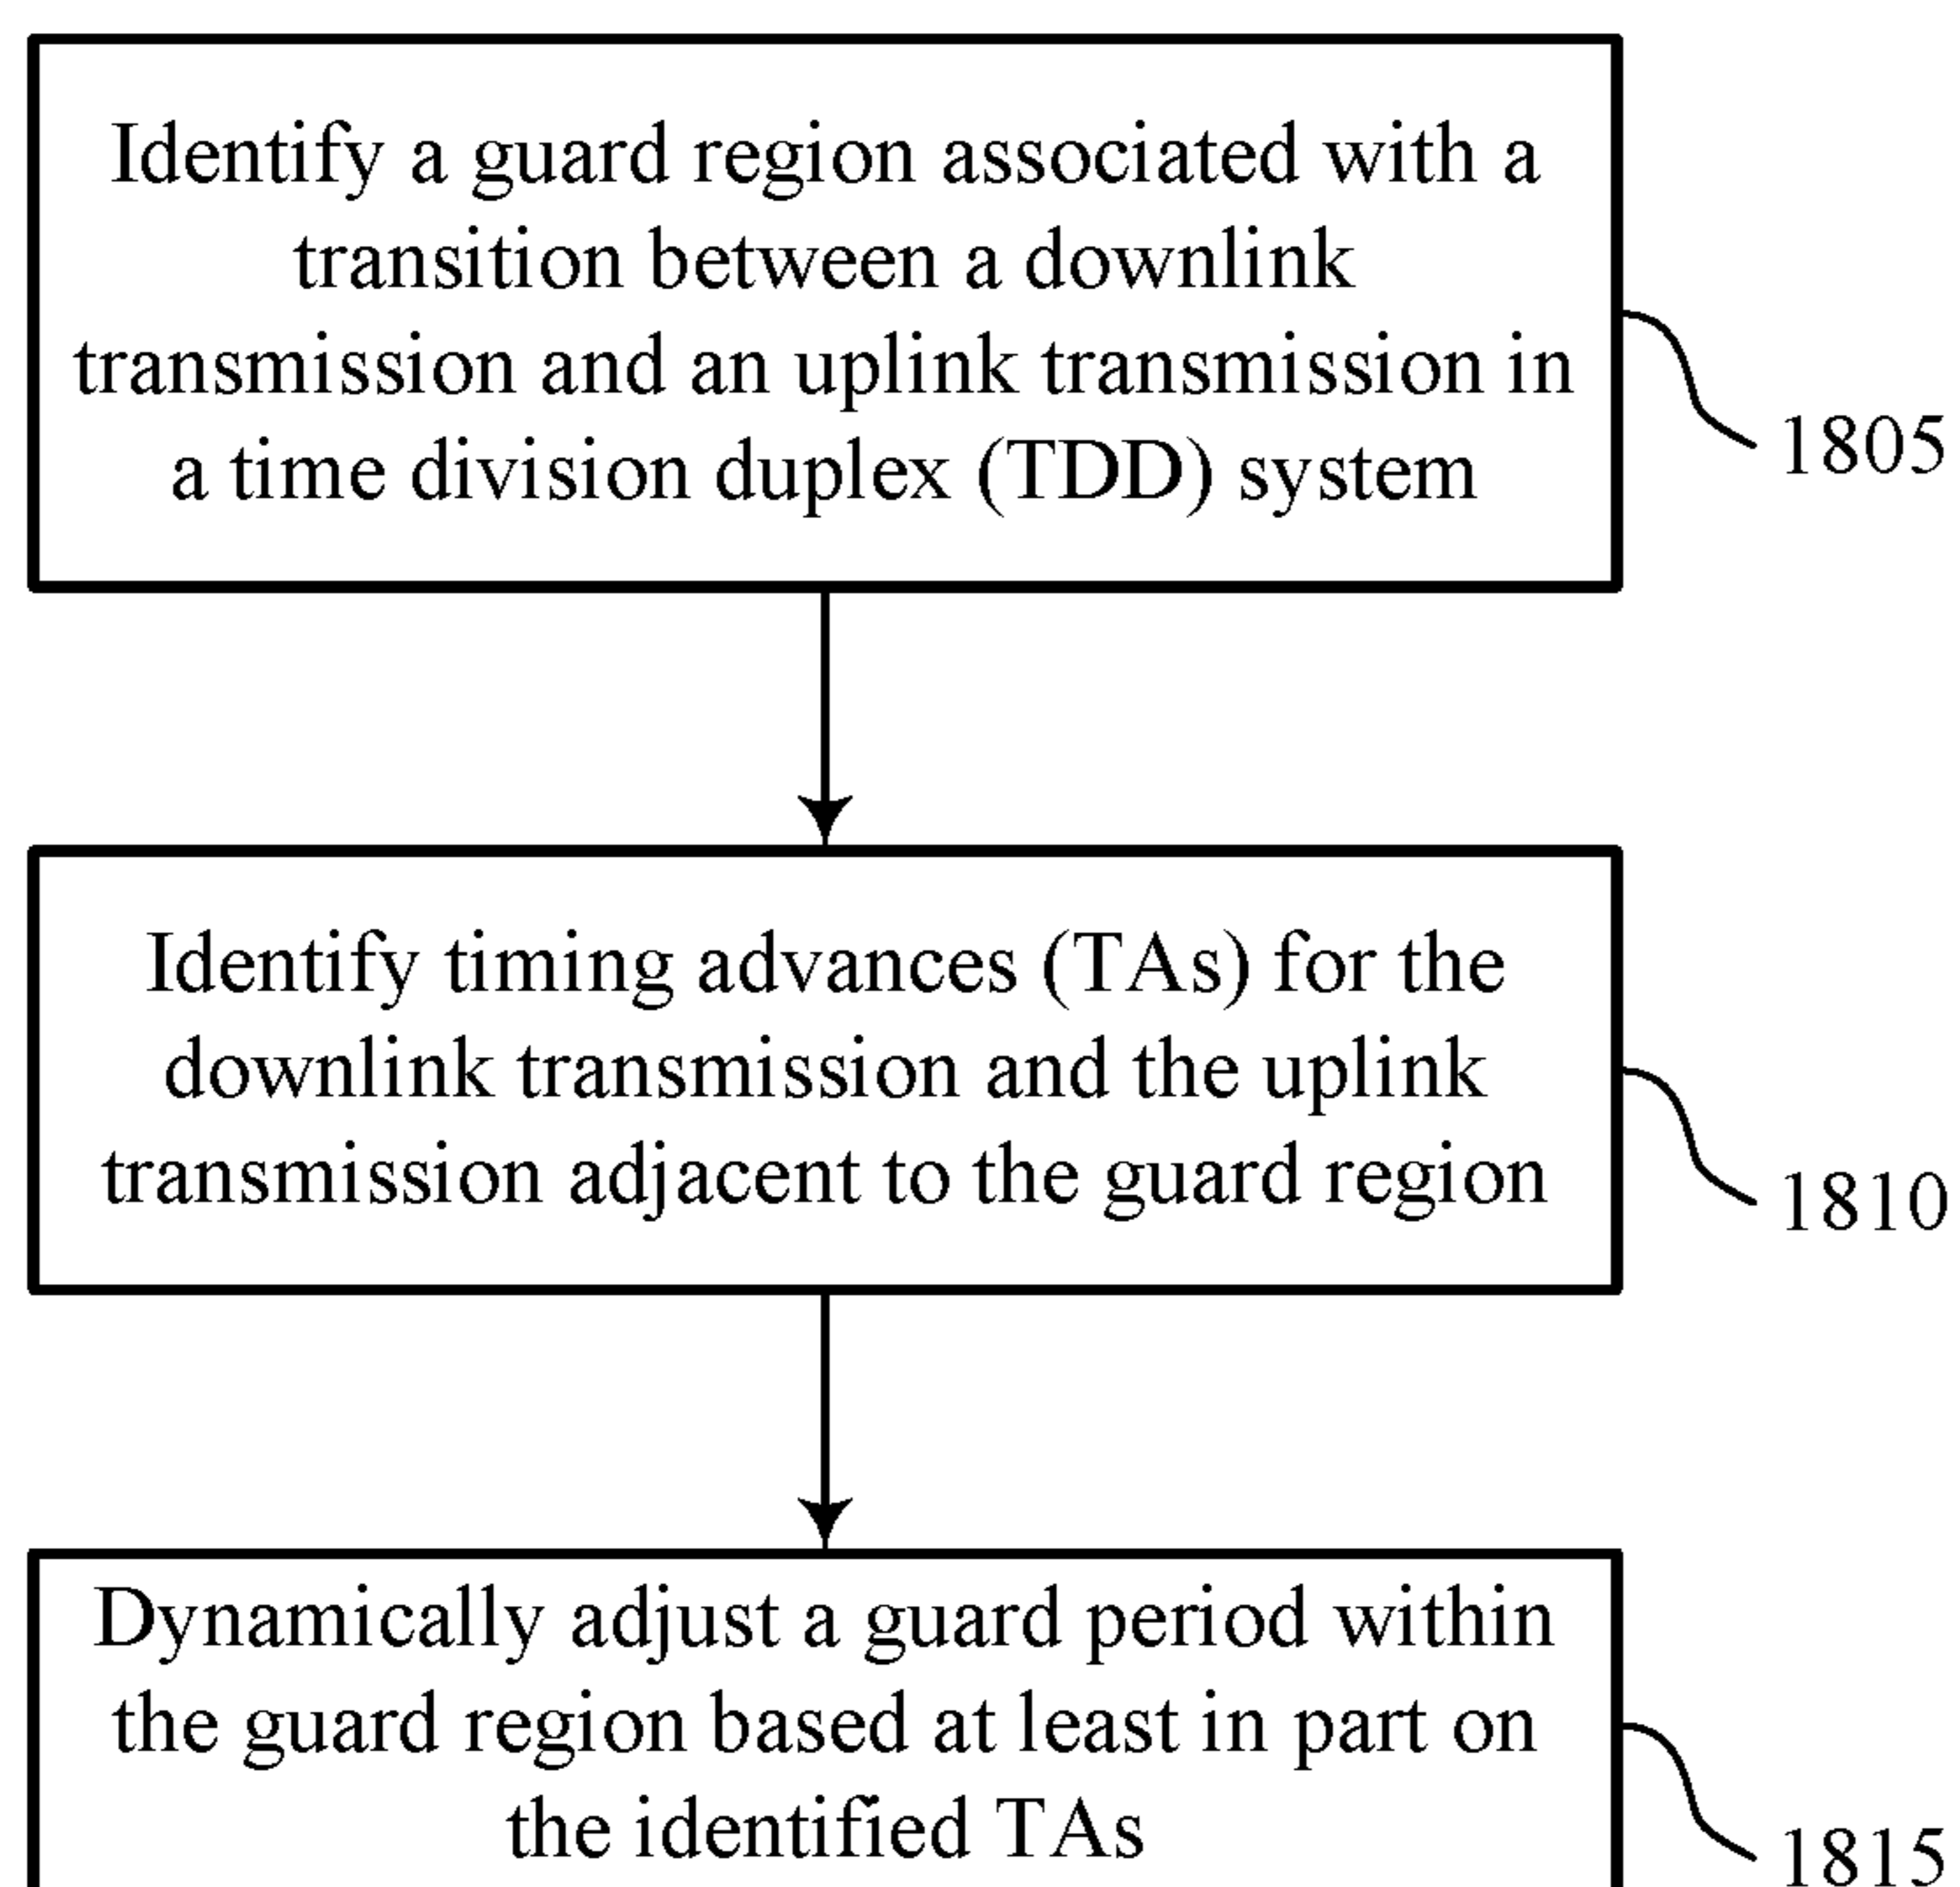 Identify a guard region associated with a
transition between a downlink
transmission and an uplink transmission in
a time division duplex (TDD) system
1805
Identify timing advances (TAs) for the
downlink transmission and the uplink
transmission adjacent to the guard region
1810
Dynamically adjust a guard period within
the guard region based at least in part on
the identified TAs
1815